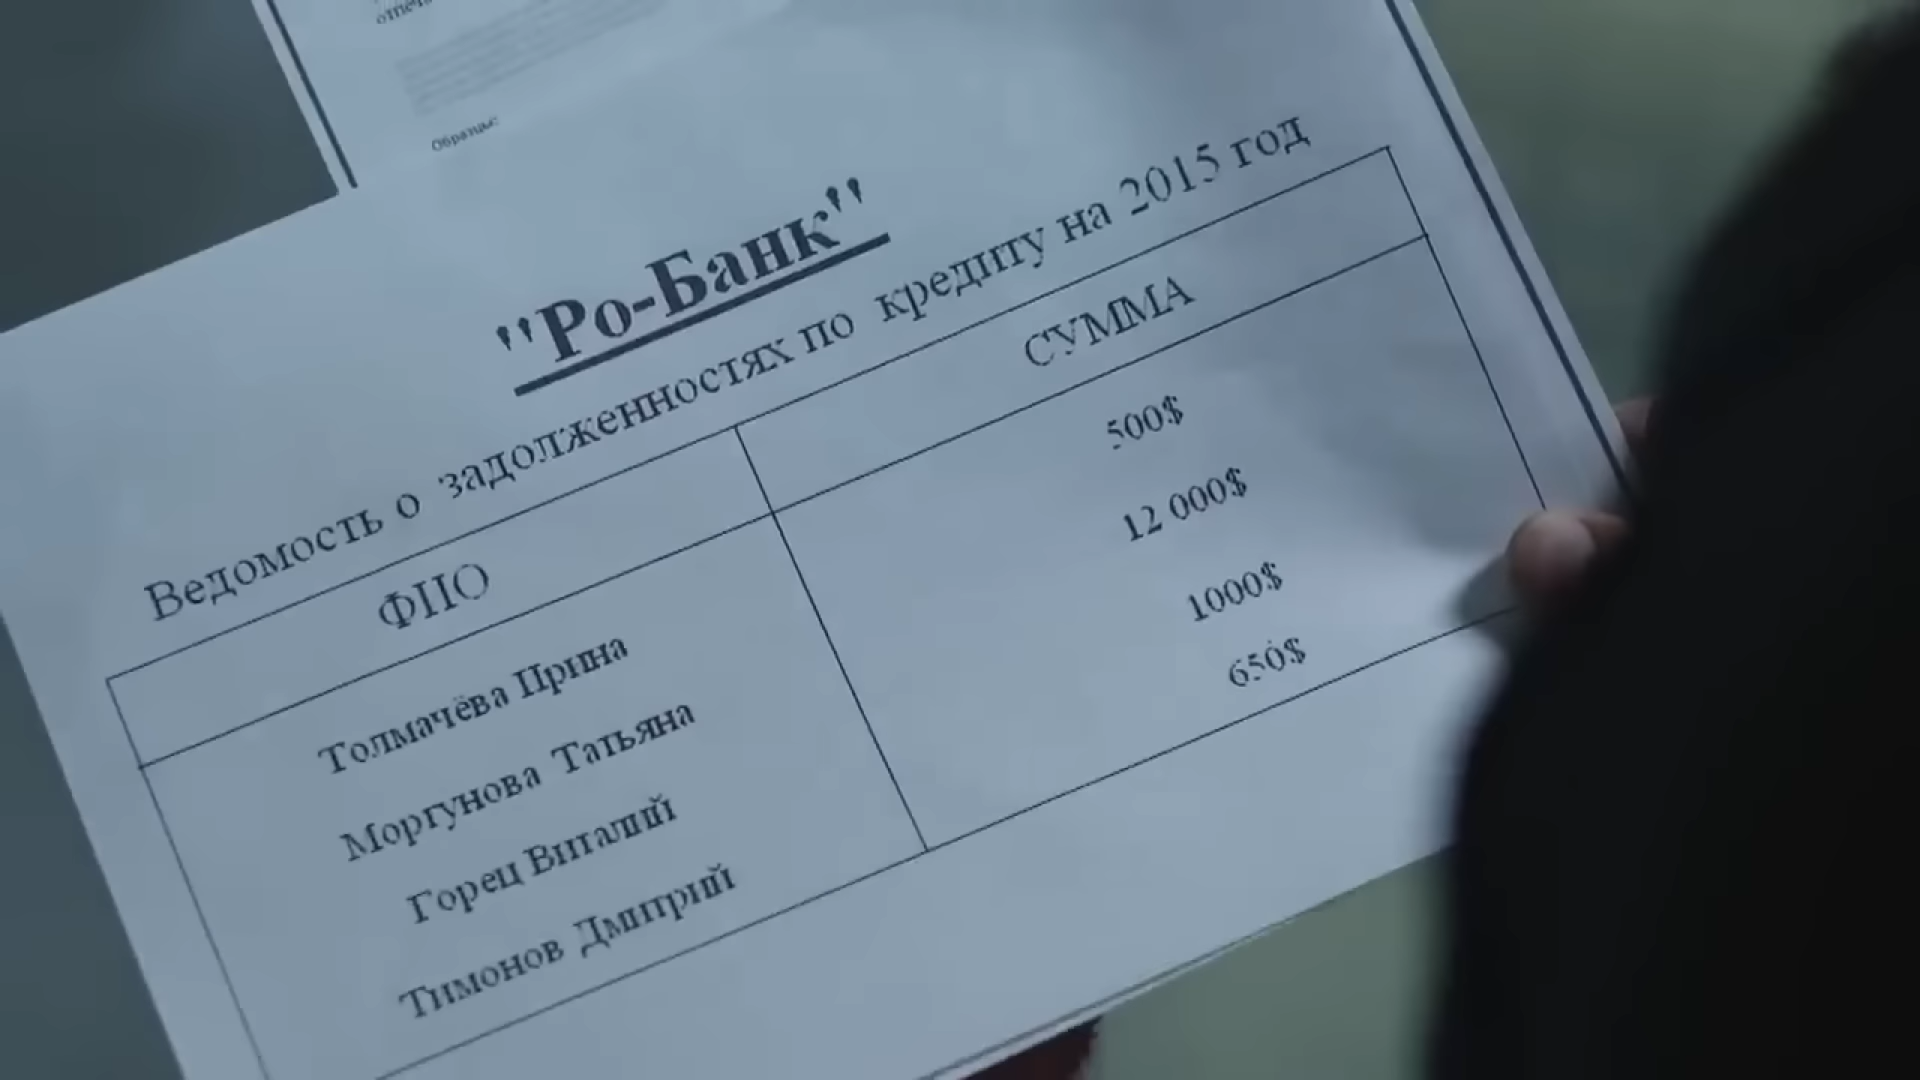 Образцы:
"Ро-Банк"
Ведомость о задолженностях по кредиту на 2015 год
ФИО СУММА
Толмачёва Ирина 500$
Моргунова Татьяна 12 000$
Горец Виталий 1000$
Тимонов Дмитрий 650$